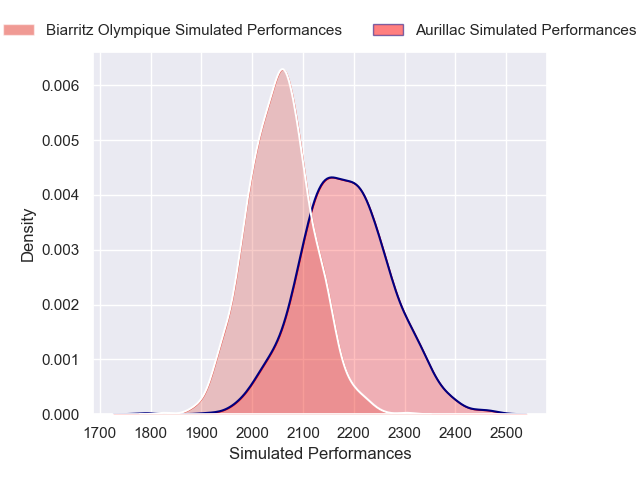 Biarritz Olympique Simulated Performances Aurillac Simulated Performances
0.006
0.005
0.004
0.003
0.002
0.001
0.000
Density
1700 1800 1900 2000 2100 2200 2300 2400 2500
Simulated Performances